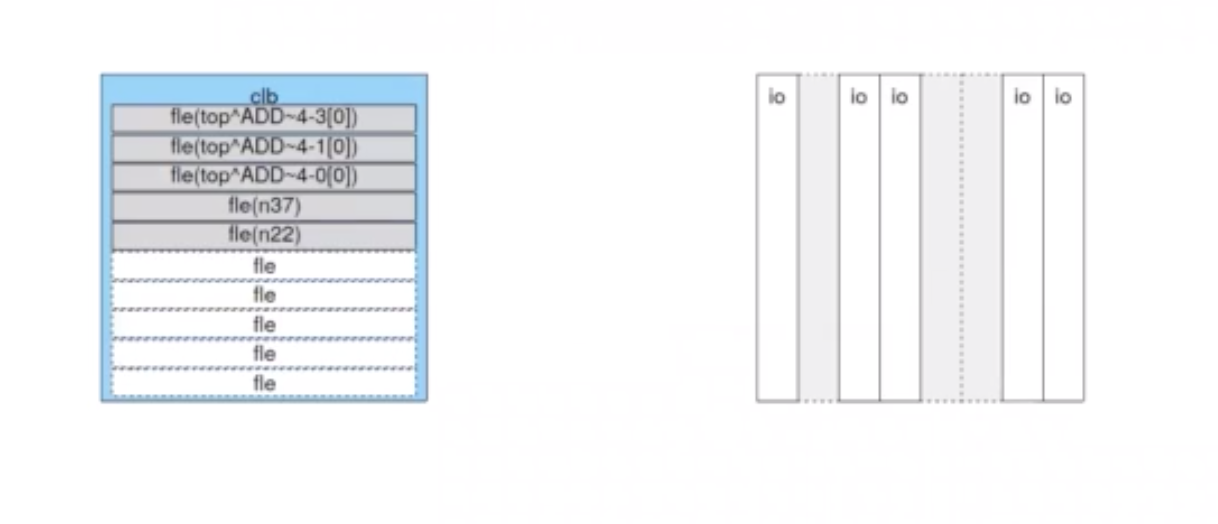 clb
fle(top^ADD~4-3[0])
fle(top^ADD~4-1[0])
fle(top^ADD~4-0[0])
fle(n37)
fle(n22)
fle
fle
fle
fle
fle
io io io io io